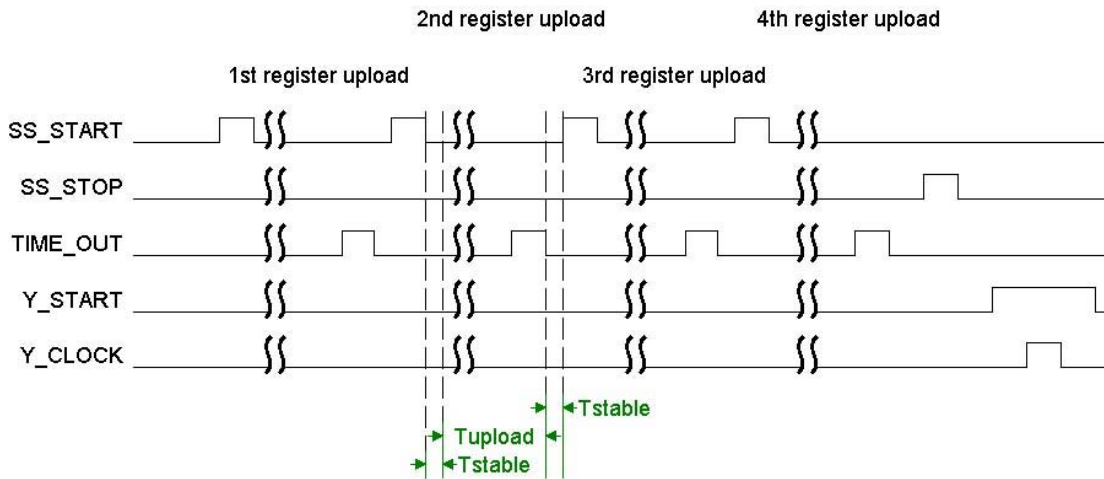 2nd register upload
4th register upload
1st register upload
3rd register upload
SS_START
SS_STOP
TIME_OUT
Y_START
Y_CLOCK
Tstable
Tupload
Tstable